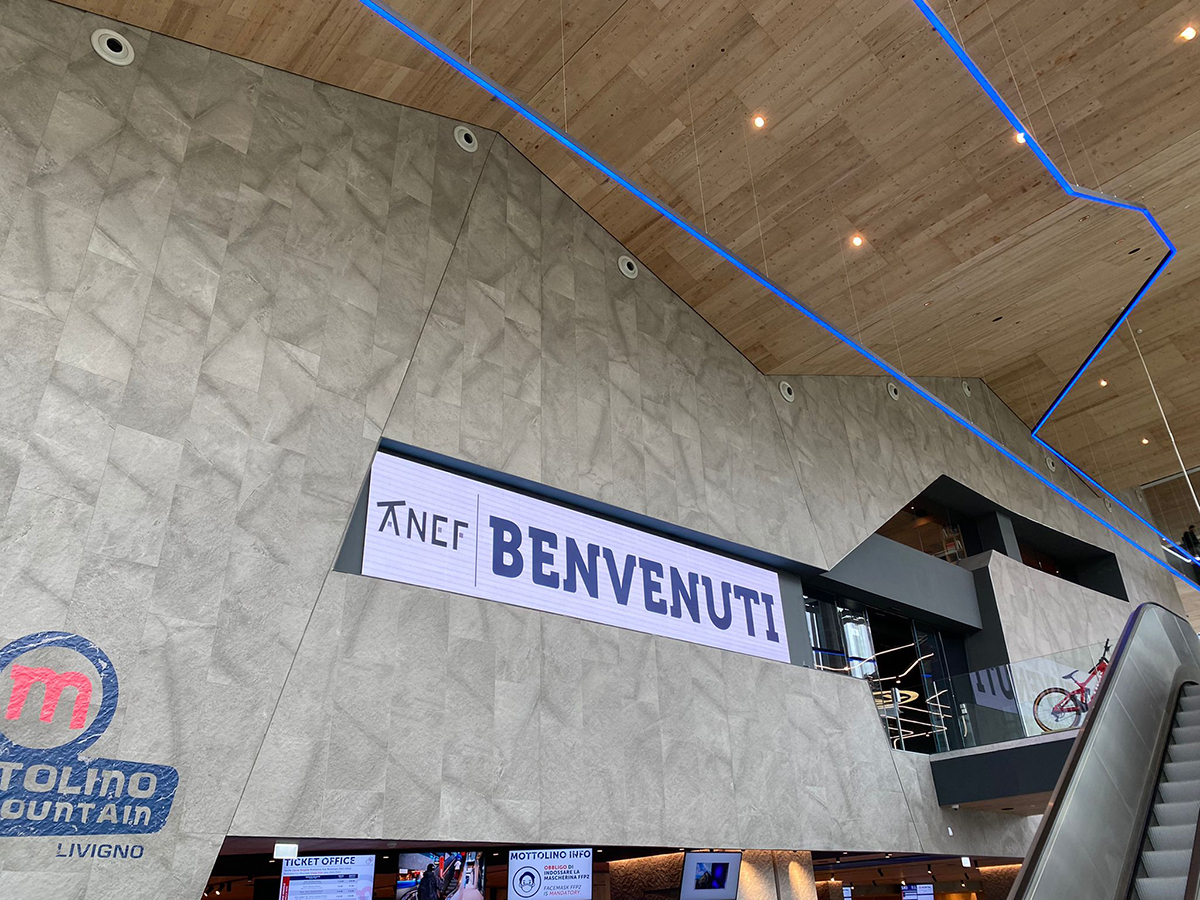 ANEF
BENVENUTI
m
TOLINO
OUNTAIN
LIVIGNO
TICKET OFFICE
MOTTOLINO INFO
OBBLIGO DI
INDOSSARE LA
MASCHERINA FFP2
FACEMASK FFP2
IS MANDATORY